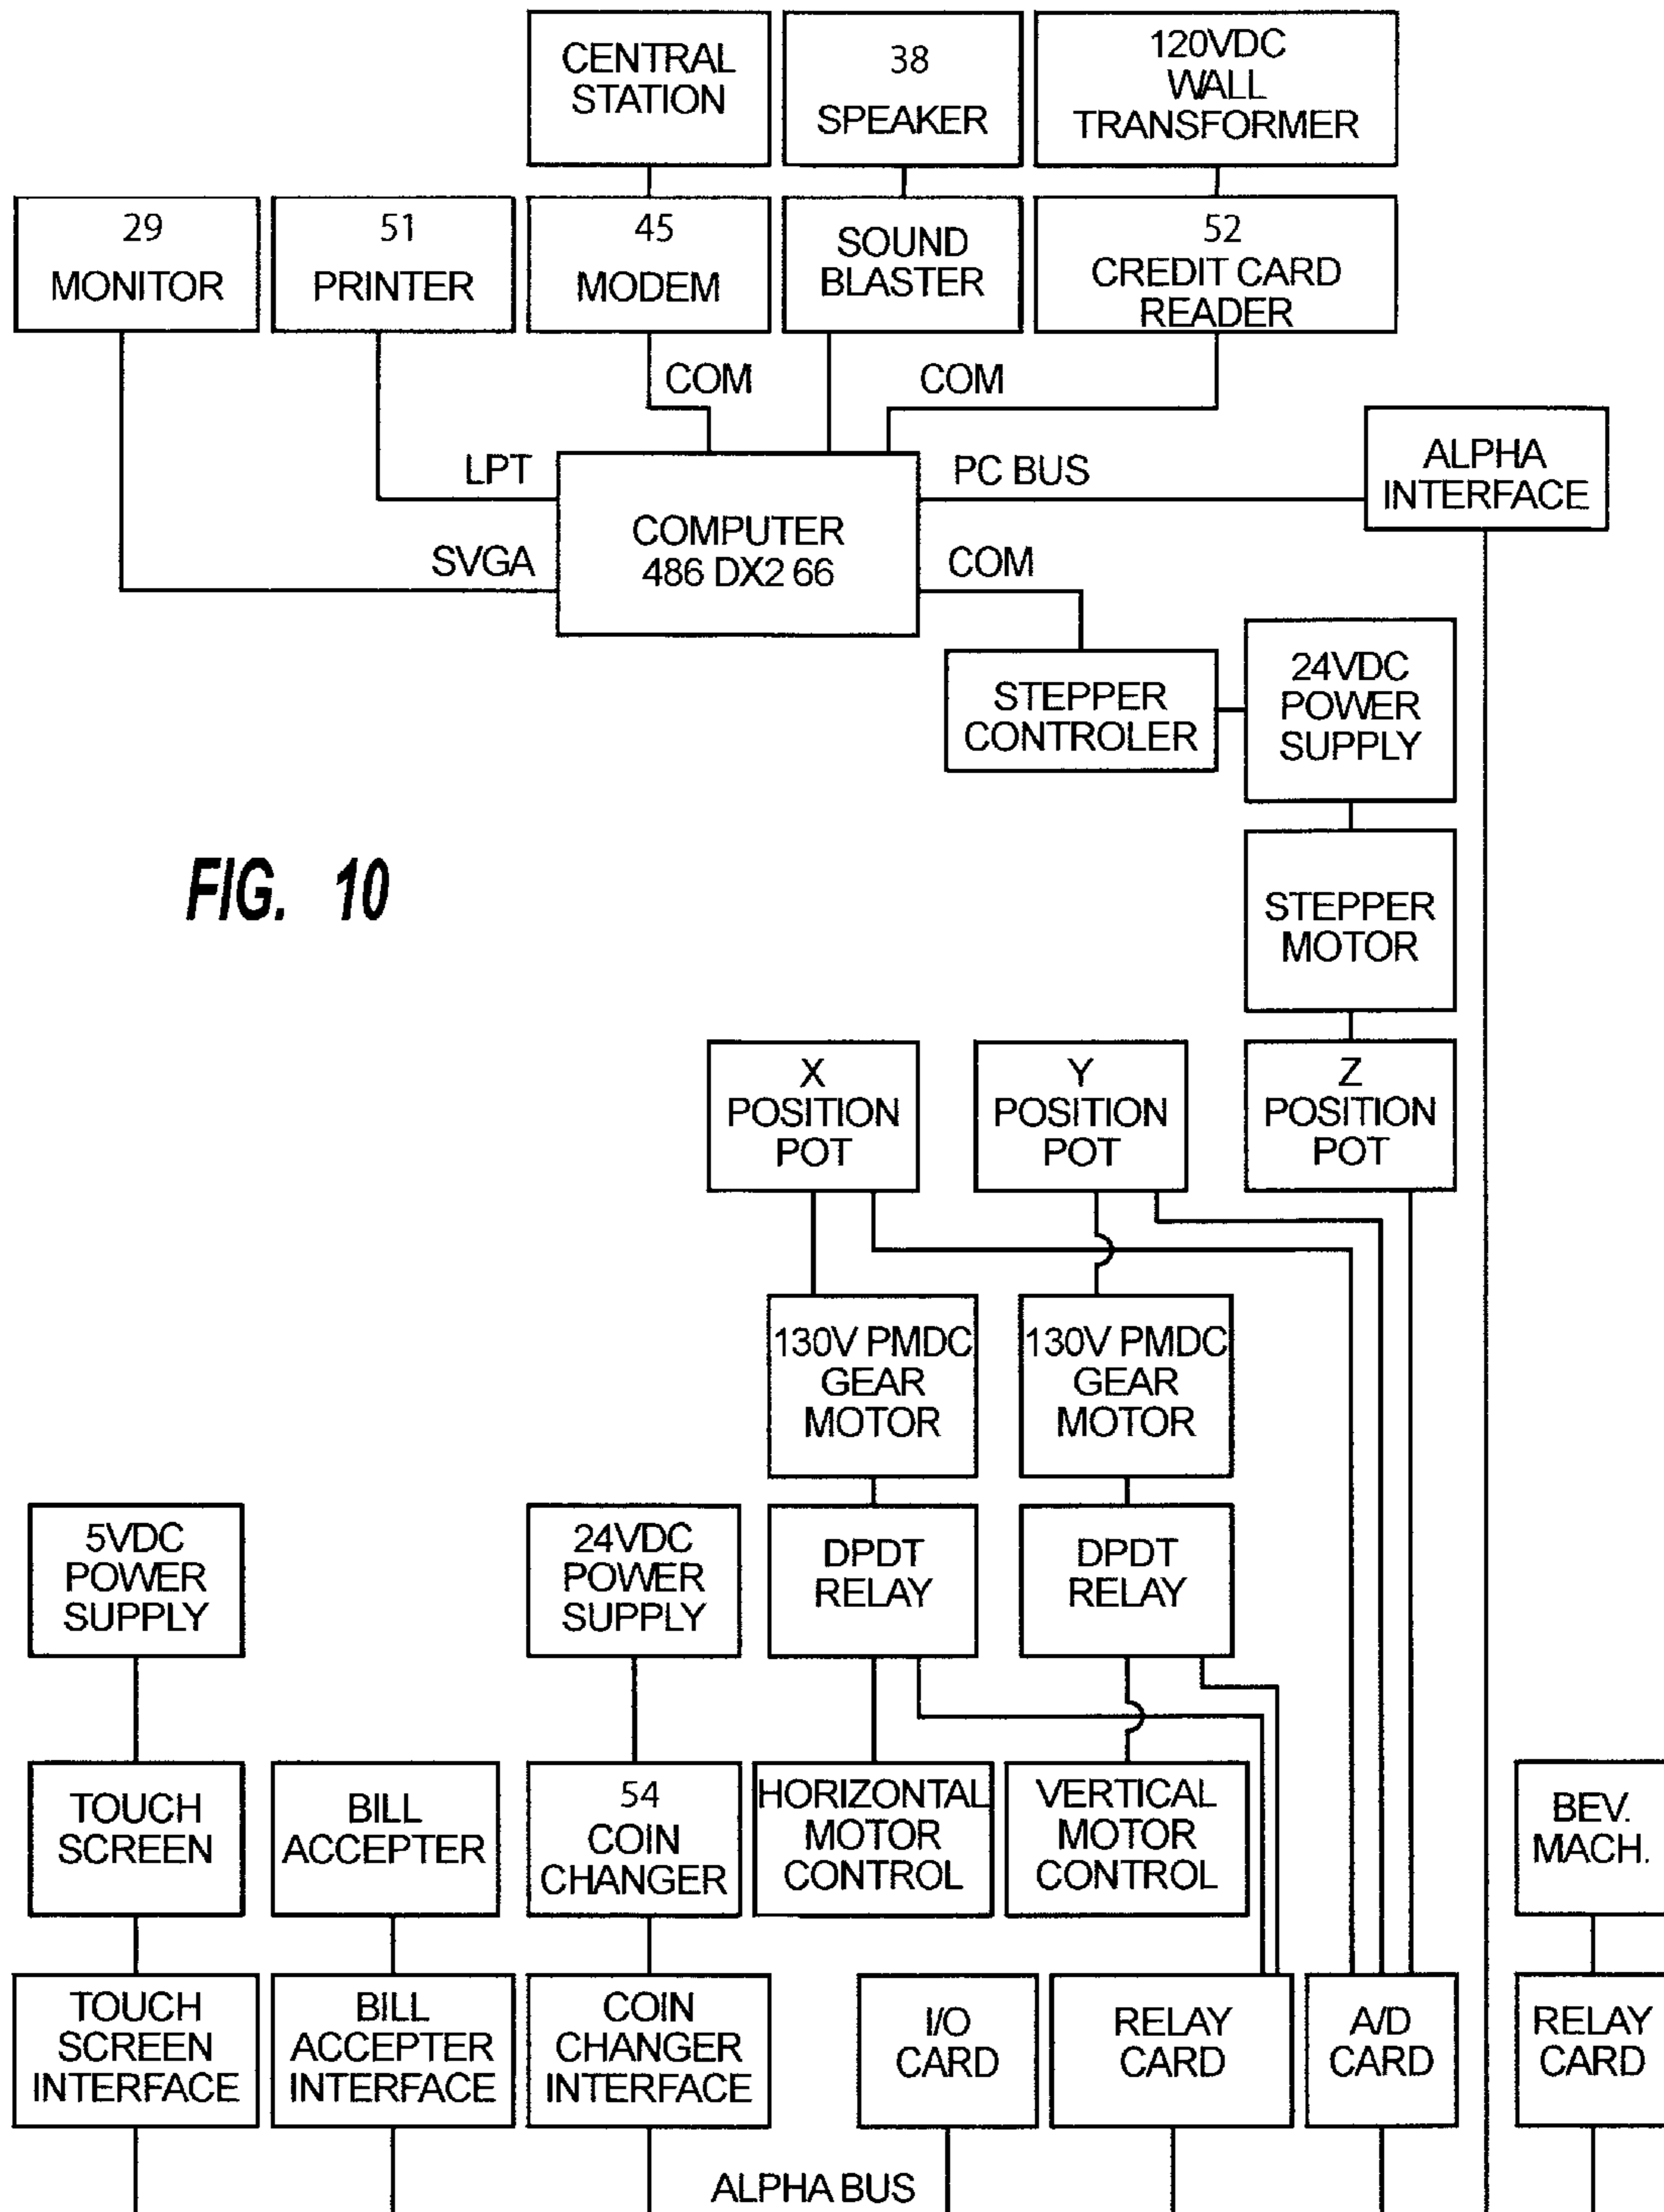 CENTRAL
STATION
38
SPEAKER
120VDC
WALL
TRANSFORMER
29
MONITOR
51
PRINTER
45
MODEM
SOUND
BLASTER
52
CREDIT CARD
READER
COM
COM
LPT
PC BUS
ALPHA
INTERFACE
COMPUTER
486 DX2 66
SVGA
COM
STEPPER
CONTROLER
24VDC
POWER
SUPPLY
FIG. 10
STEPPER
MOTOR
X
POSITION
POT
Y
POSITION
POT
Z
POSITION
POT
130V PMDC
GEAR
MOTOR
130V PMDC
GEAR
MOTOR
5VDC
POWER
SUPPLY
24VDC
POWER
SUPPLY
DPDT
RELAY
DPDT
RELAY
TOUCH
SCREEN
BILL
ACCEPTER
54
COIN
CHANGER
HORIZONTAL
MOTOR
CONTROL
VERTICAL
MOTOR
CONTROL
BEV.
MACH.
TOUCH
SCREEN
INTERFACE
BILL
ACCEPTER
INTERFACE
COIN
CHANGER
INTERFACE
I/O
CARD
RELAY
CARD
A/D
CARD
RELAY
CARD
ALPHA BUS